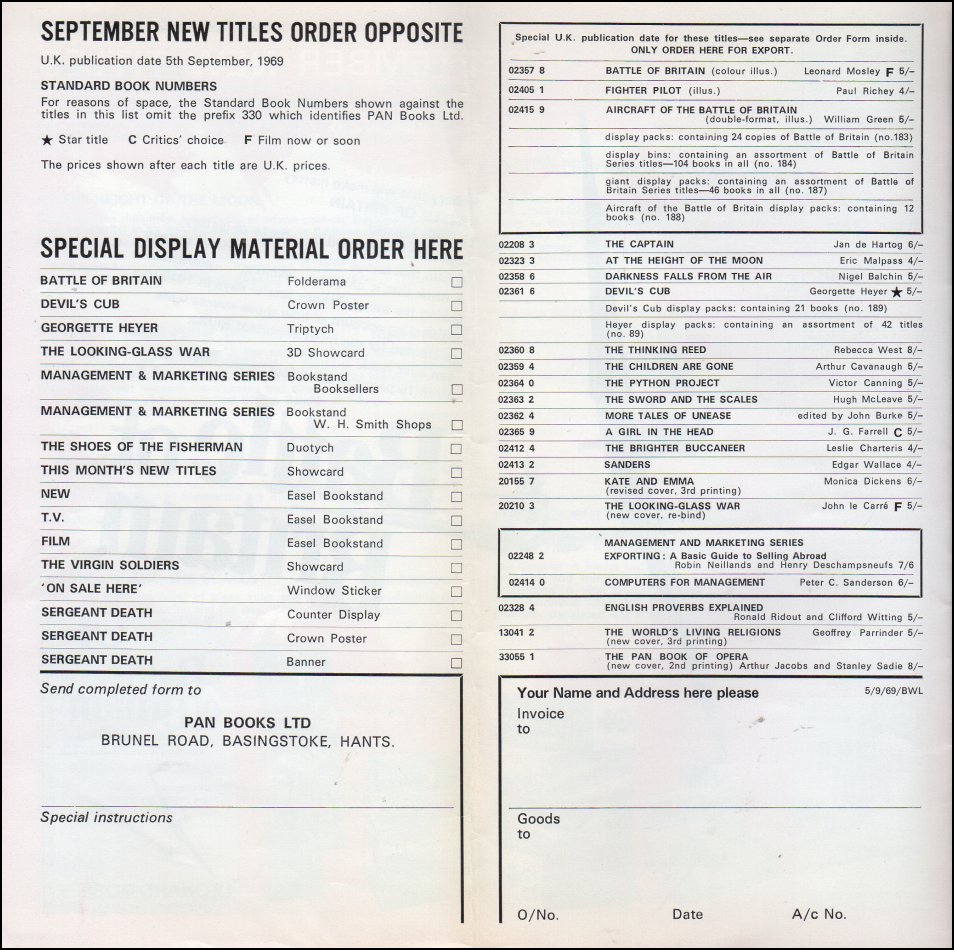 SEPTEMBER NEW TITLES ORDER OPPOSITE
U.K. publication date 5th September, 1969
STANDARD BOOK NUMBERS
For reasons of space, the Standard Book Numbers shown against the
titles in this list omit the prefix 330 which identifies PAN Books Ltd.
★ Star title C Critics' choice F Film now or soon
The prices shown after each title are U.K. prices.
SPECIAL DISPLAY MATERIAL ORDER HERE
BATTLE OF BRITAIN Folderama □
DEVIL'S CUB Crown Poster □
GEORGETTE HEYER Triptych □
THE LOOKING-GLASS WAR 3D Showcard □
MANAGEMENT & MARKETING SERIES Bookstand
Booksellers □
MANAGEMENT & MARKETING SERIES Bookstand
W. H. Smith Shops □
THE SHOES OF THE FISHERMAN Duotych □
THIS MONTH'S NEW TITLES Showcard □
NEW Easel Bookstand □
T.V. Easel Bookstand □
FILM Easel Bookstand □
THE VIRGIN SOLDIERS Showcard □
'ON SALE HERE' Window Sticker □
SERGEANT DEATH Counter Display □
SERGEANT DEATH Crown Poster □
SERGEANT DEATH Banner □
Send completed form to
PAN BOOKS LTD
BRUNEL ROAD, BASINGSTOKE, HANTS.
Special instructions
Special U.K. publication date for these titles—see separate Order Form inside.
ONLY ORDER HERE FOR EXPORT.
02357 8 BATTLE OF BRITAIN (colour illus.) Leonard Mosley F 5/–
02405 1 FIGHTER PILOT (illus.) Paul Richey 4/–
02415 9 AIRCRAFT OF THE BATTLE OF BRITAIN
(double-format, illus.) William Green 5/–
display packs: containing 24 copies of Battle of Britain (no.183)
display bins: containing an assortment of Battle of Britain
Series titles—104 books in all (no. 184)
giant display packs: containing an assortment of Battle of
Britain Series titles—46 books in all (no. 187)
Aircraft of the Battle of Britain display packs: containing 12
books (no. 188)
02208 3 THE CAPTAIN Jan de Hartog 6/–
02323 3 AT THE HEIGHT OF THE MOON Eric Malpass 4/–
02358 6 DARKNESS FALLS FROM THE AIR Nigel Balchin 5/–
02361 6 DEVIL'S CUB Georgette Heyer ★ 5/–
Devil's Cub display packs: containing 21 books (no. 189)
Heyer display packs: containing an assortment of 42 titles
(no. 89)
02360 8 THE THINKING REED Rebecca West 8/–
02359 4 THE CHILDREN ARE GONE Arthur Cavanaugh 5/–
02364 0 THE PYTHON PROJECT Victor Canning 5/–
02363 2 THE SWORD AND THE SCALES Hugh McLeave 5/–
02362 4 MORE TALES OF UNEASE edited by John Burke 5/–
02365 9 A GIRL IN THE HEAD J. G. Farrell C 5/–
02412 4 THE BRIGHTER BUCCANEER Leslie Charteris 4/–
02413 2 SANDERS Edgar Wallace 4/–
20155 7 KATE AND EMMA Monica Dickens 6/–
(revised cover, 3rd printing)
20210 3 THE LOOKING-GLASS WAR John le Carré F 5/–
(new cover, re-bind)
MANAGEMENT AND MARKETING SERIES
02248 2 EXPORTING: A Basic Guide to Selling Abroad
Robin Neillands and Henry Deschampsneufs 7/6
02414 0 COMPUTERS FOR MANAGEMENT Peter C. Sanderson 6/–
02328 4 ENGLISH PROVERBS EXPLAINED
Ronald Ridout and Clifford Witting 5/–
13041 2 THE WORLD'S LIVING RELIGIONS Geoffrey Parrinder 5/–
(new cover, 3rd printing)
33055 1 THE PAN BOOK OF OPERA
(new cover, 2nd printing) Arthur Jacobs and Stanley Sadie 8/–
Your Name and Address here please 5/9/69/BWL
Invoice
to
Goods
to
O/No. Date A/c No.